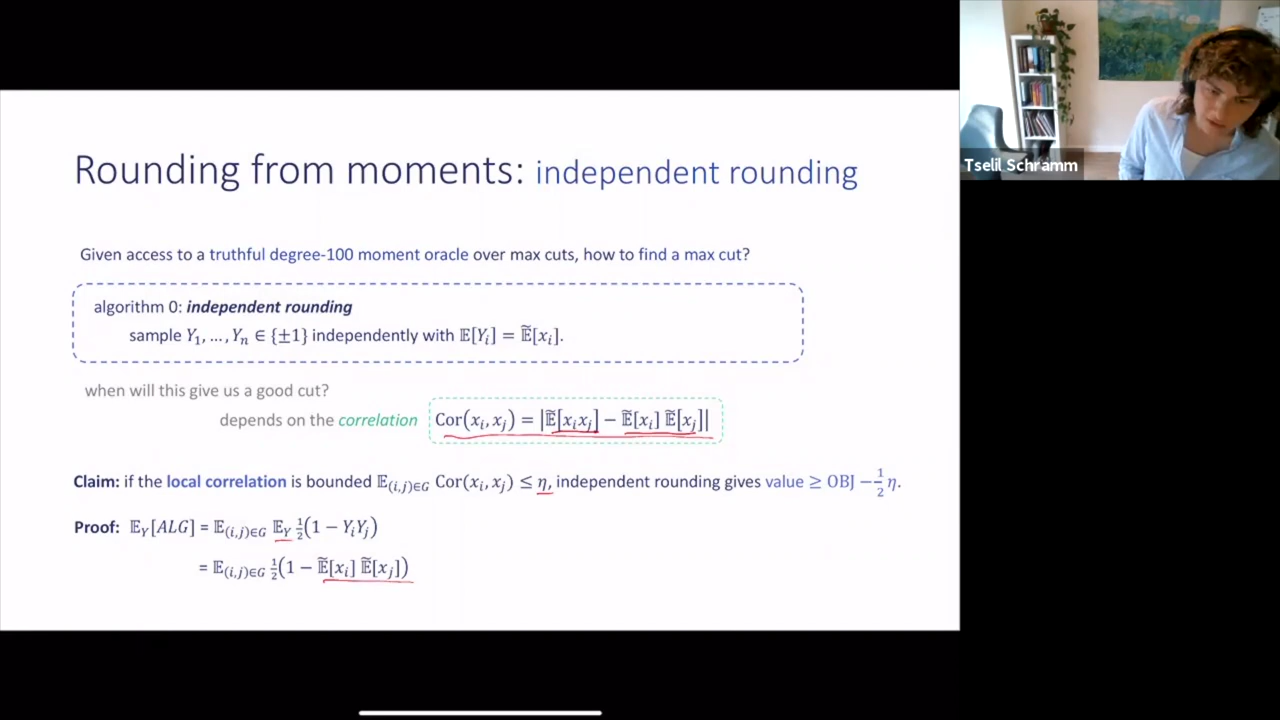 Rounding from moments: independent rounding
Tselil Schramm
Given access to a truthful degree-100 moment oracle over max cuts, how to find a max cut?
algorithm 0: independent rounding
sample Y₁, …, Yₙ ∈ {±1} independently with 𝔼[Yᵢ] = 𝔼̃[xᵢ].
when will this give us a good cut?
depends on the correlation Cor(xᵢ, xⱼ) = |𝔼̃[xᵢxⱼ] − 𝔼̃[xᵢ] 𝔼̃[xⱼ]|
Claim: if the local correlation is bounded 𝔼₍ᵢ,ⱼ₎∈G Cor(xᵢ, xⱼ) ≤ η, independent rounding gives value ≥ OBJ −½η.
Proof: 𝔼_Y[ALG] = 𝔼₍ᵢ,ⱼ₎∈G 𝔼_Y ½(1 − YᵢYⱼ)
= 𝔼₍ᵢ,ⱼ₎∈G ½(1 − 𝔼̃[xᵢ] 𝔼̃[xⱼ])